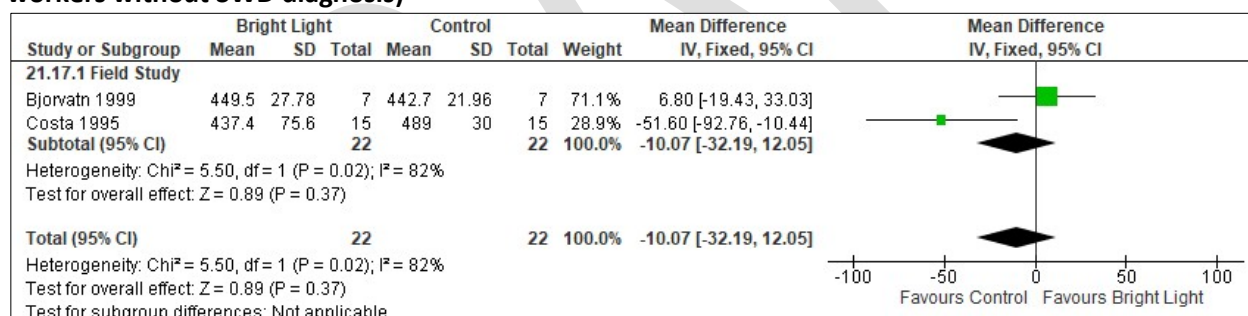 workers without SWD diagnosis)
Bright Light Control Mean Difference Mean Difference
Study or Subgroup Mean SD Total Mean SD Total Weight IV, Fixed, 95% CI IV, Fixed, 95% CI
21.17.1 Field Study
Bjorvatn 1999 449.5 27.78 7 442.7 21.96 7 71.1% 6.80 [-19.43, 33.03]
Costa 1995 437.4 75.6 15 489 30 15 28.9% -51.60 [-92.76, -10.44]
Subtotal (95% CI) 22 22 100.0% -10.07 [-32.19, 12.05]
Heterogeneity: Chi² = 5.50, df = 1 (P = 0.02); I² = 82%
Test for overall effect: Z = 0.89 (P = 0.37)
Total (95% CI) 22 22 100.0% -10.07 [-32.19, 12.05]
Heterogeneity: Chi² = 5.50, df = 1 (P = 0.02); I² = 82%
Test for overall effect: Z = 0.89 (P = 0.37)
Test for subgroup differences: Not applicable
-100 -50 0 50 100
Favours Control Favours Bright Light